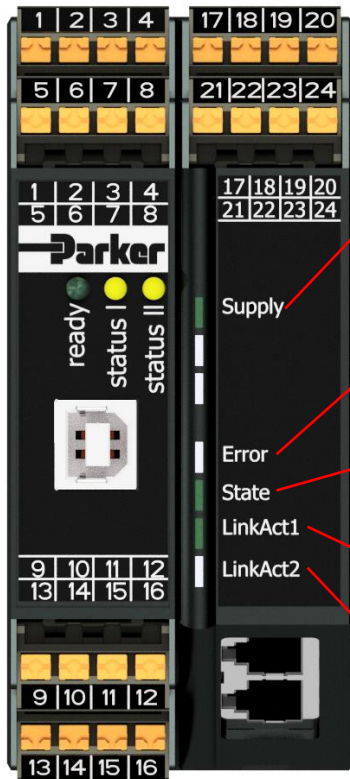 1 2 3 4
17 18 19 20
5 6 7 8
21 22 23 24
1 2 3 4
5 6 7 8
17 18 19 20
21 22 23 24
Parker
ready
status I
status II
Supply
Error
State
LinkAct1
LinkAct2
9 10 11 12
13 14 15 16
9 10 11 12
13 14 15 16